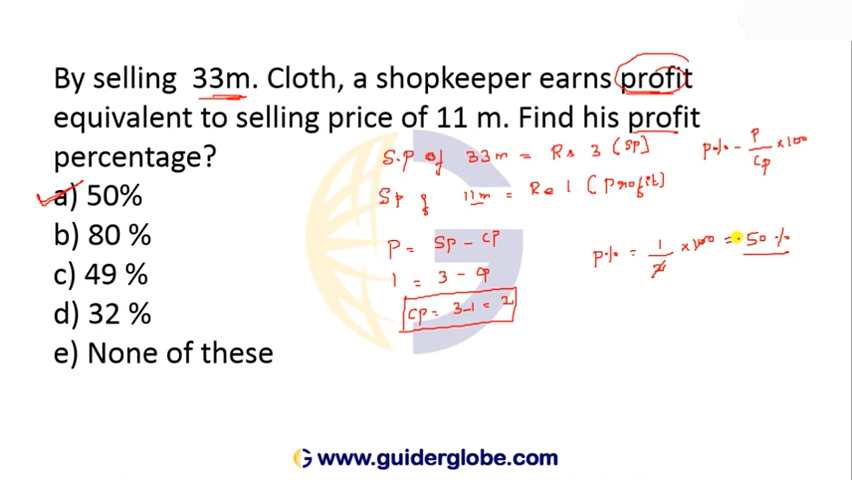 By selling 33m. Cloth, a shopkeeper earns profit
equivalent to selling price of 11 m. Find his profit
percentage?
a) 50%
b) 80 %
c) 49 %
d) 32 %
e) None of these
S.P of 33m = Rs 3 (SP)
SP of 11m = Re 1 (Profit)
P = SP - CP
1 = 3 - CP
CP = 3-1 = 2
P% = P/CP × 100
P% = 1/2 × 100 = 50 %
www.guiderglobe.com